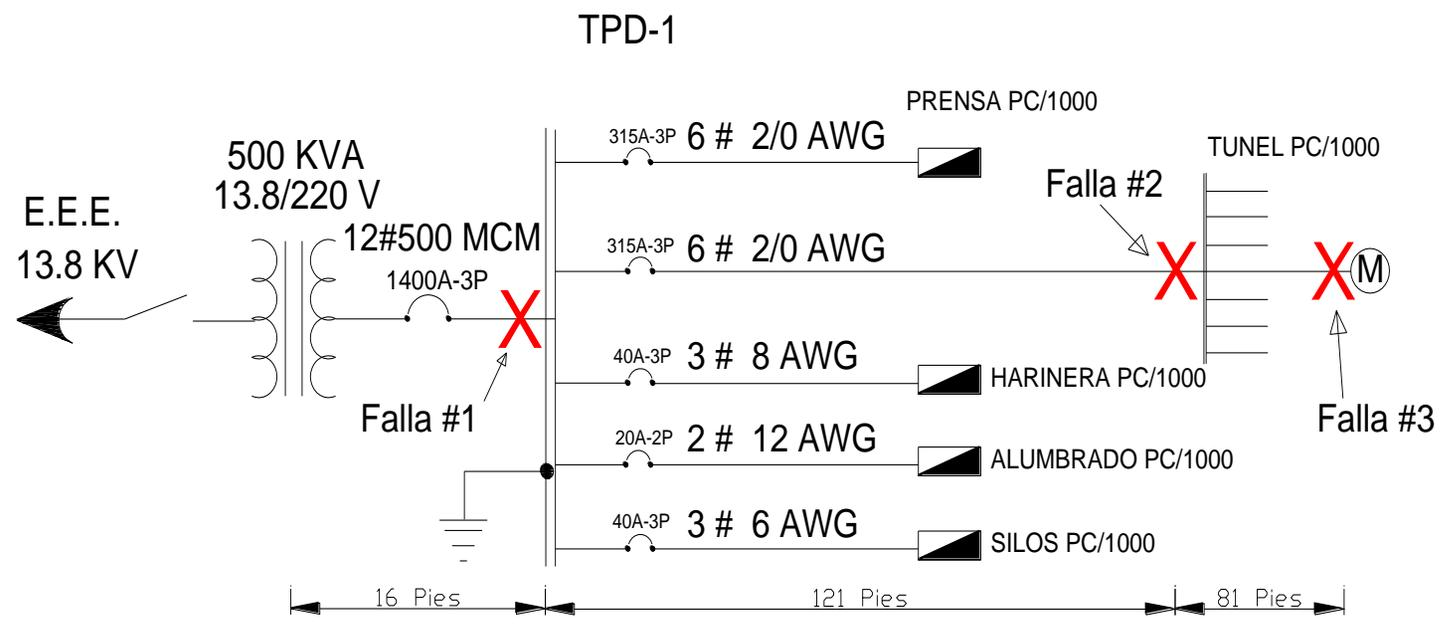 TPD-1
PRENSA PC/1000
315A-3P 6 # 2/0 AWG
500 KVA
13.8/220 V
TUNEL PC/1000
Falla #2
E.E.E.
13.8 KV
12#500 MCM
1400A-3P
315A-3P 6 # 2/0 AWG
M
40A-3P 3 # 8 AWG
HARINERA PC/1000
Falla #1
Falla #3
20A-2P 2 # 12 AWG
ALUMBRADO PC/1000
40A-3P 3 # 6 AWG
SILOS PC/1000
16 Pies
121 Pies
81 Pies